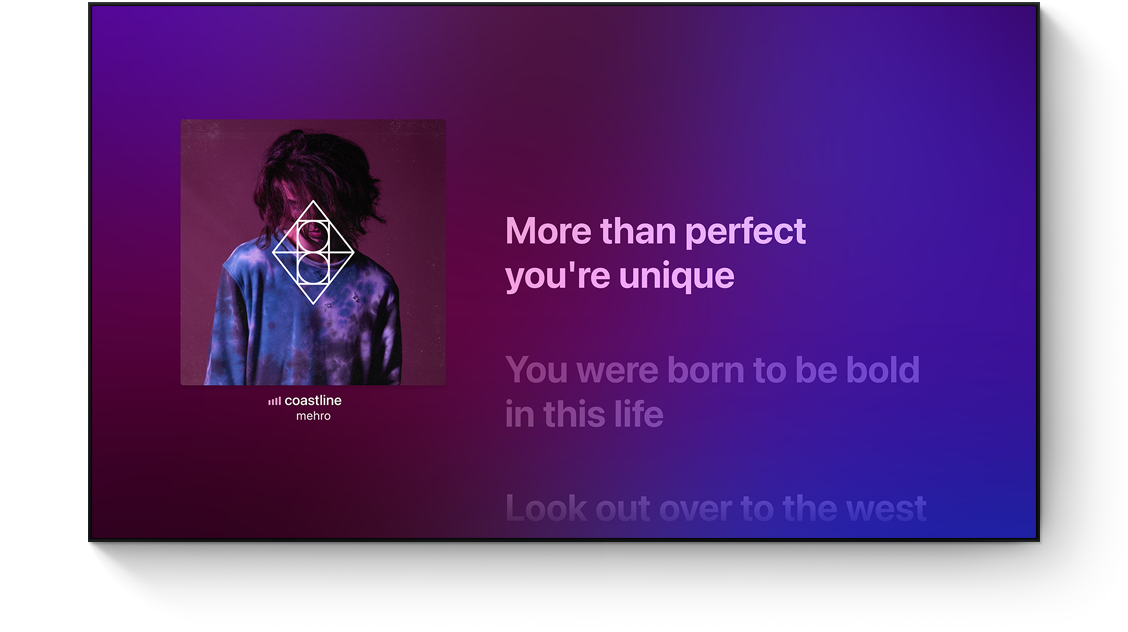 More than perfect
you're unique
You were born to be bold
in this life
Look out over to the west
coastline
mehro